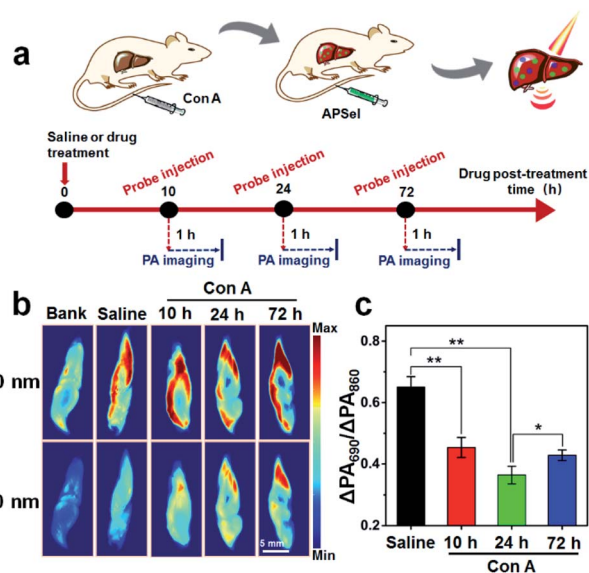 a
Con A
APSel
Saline or drug
treatment
Probe injection
Probe injection
Probe injection
Drug post-treatment
time (h)
0
10
24
72
1 h
1 h
1 h
PA imaging
PA imaging
PA imaging
b
Con A
Bank
Saline
10 h
24 h
72 h
Max
0 nm
0 nm
5 mm
Min
c
ΔPA690/ΔPA860
0.8
0.6
0.4
0.2
**
**
*
Saline
10 h
24 h
72 h
Con A